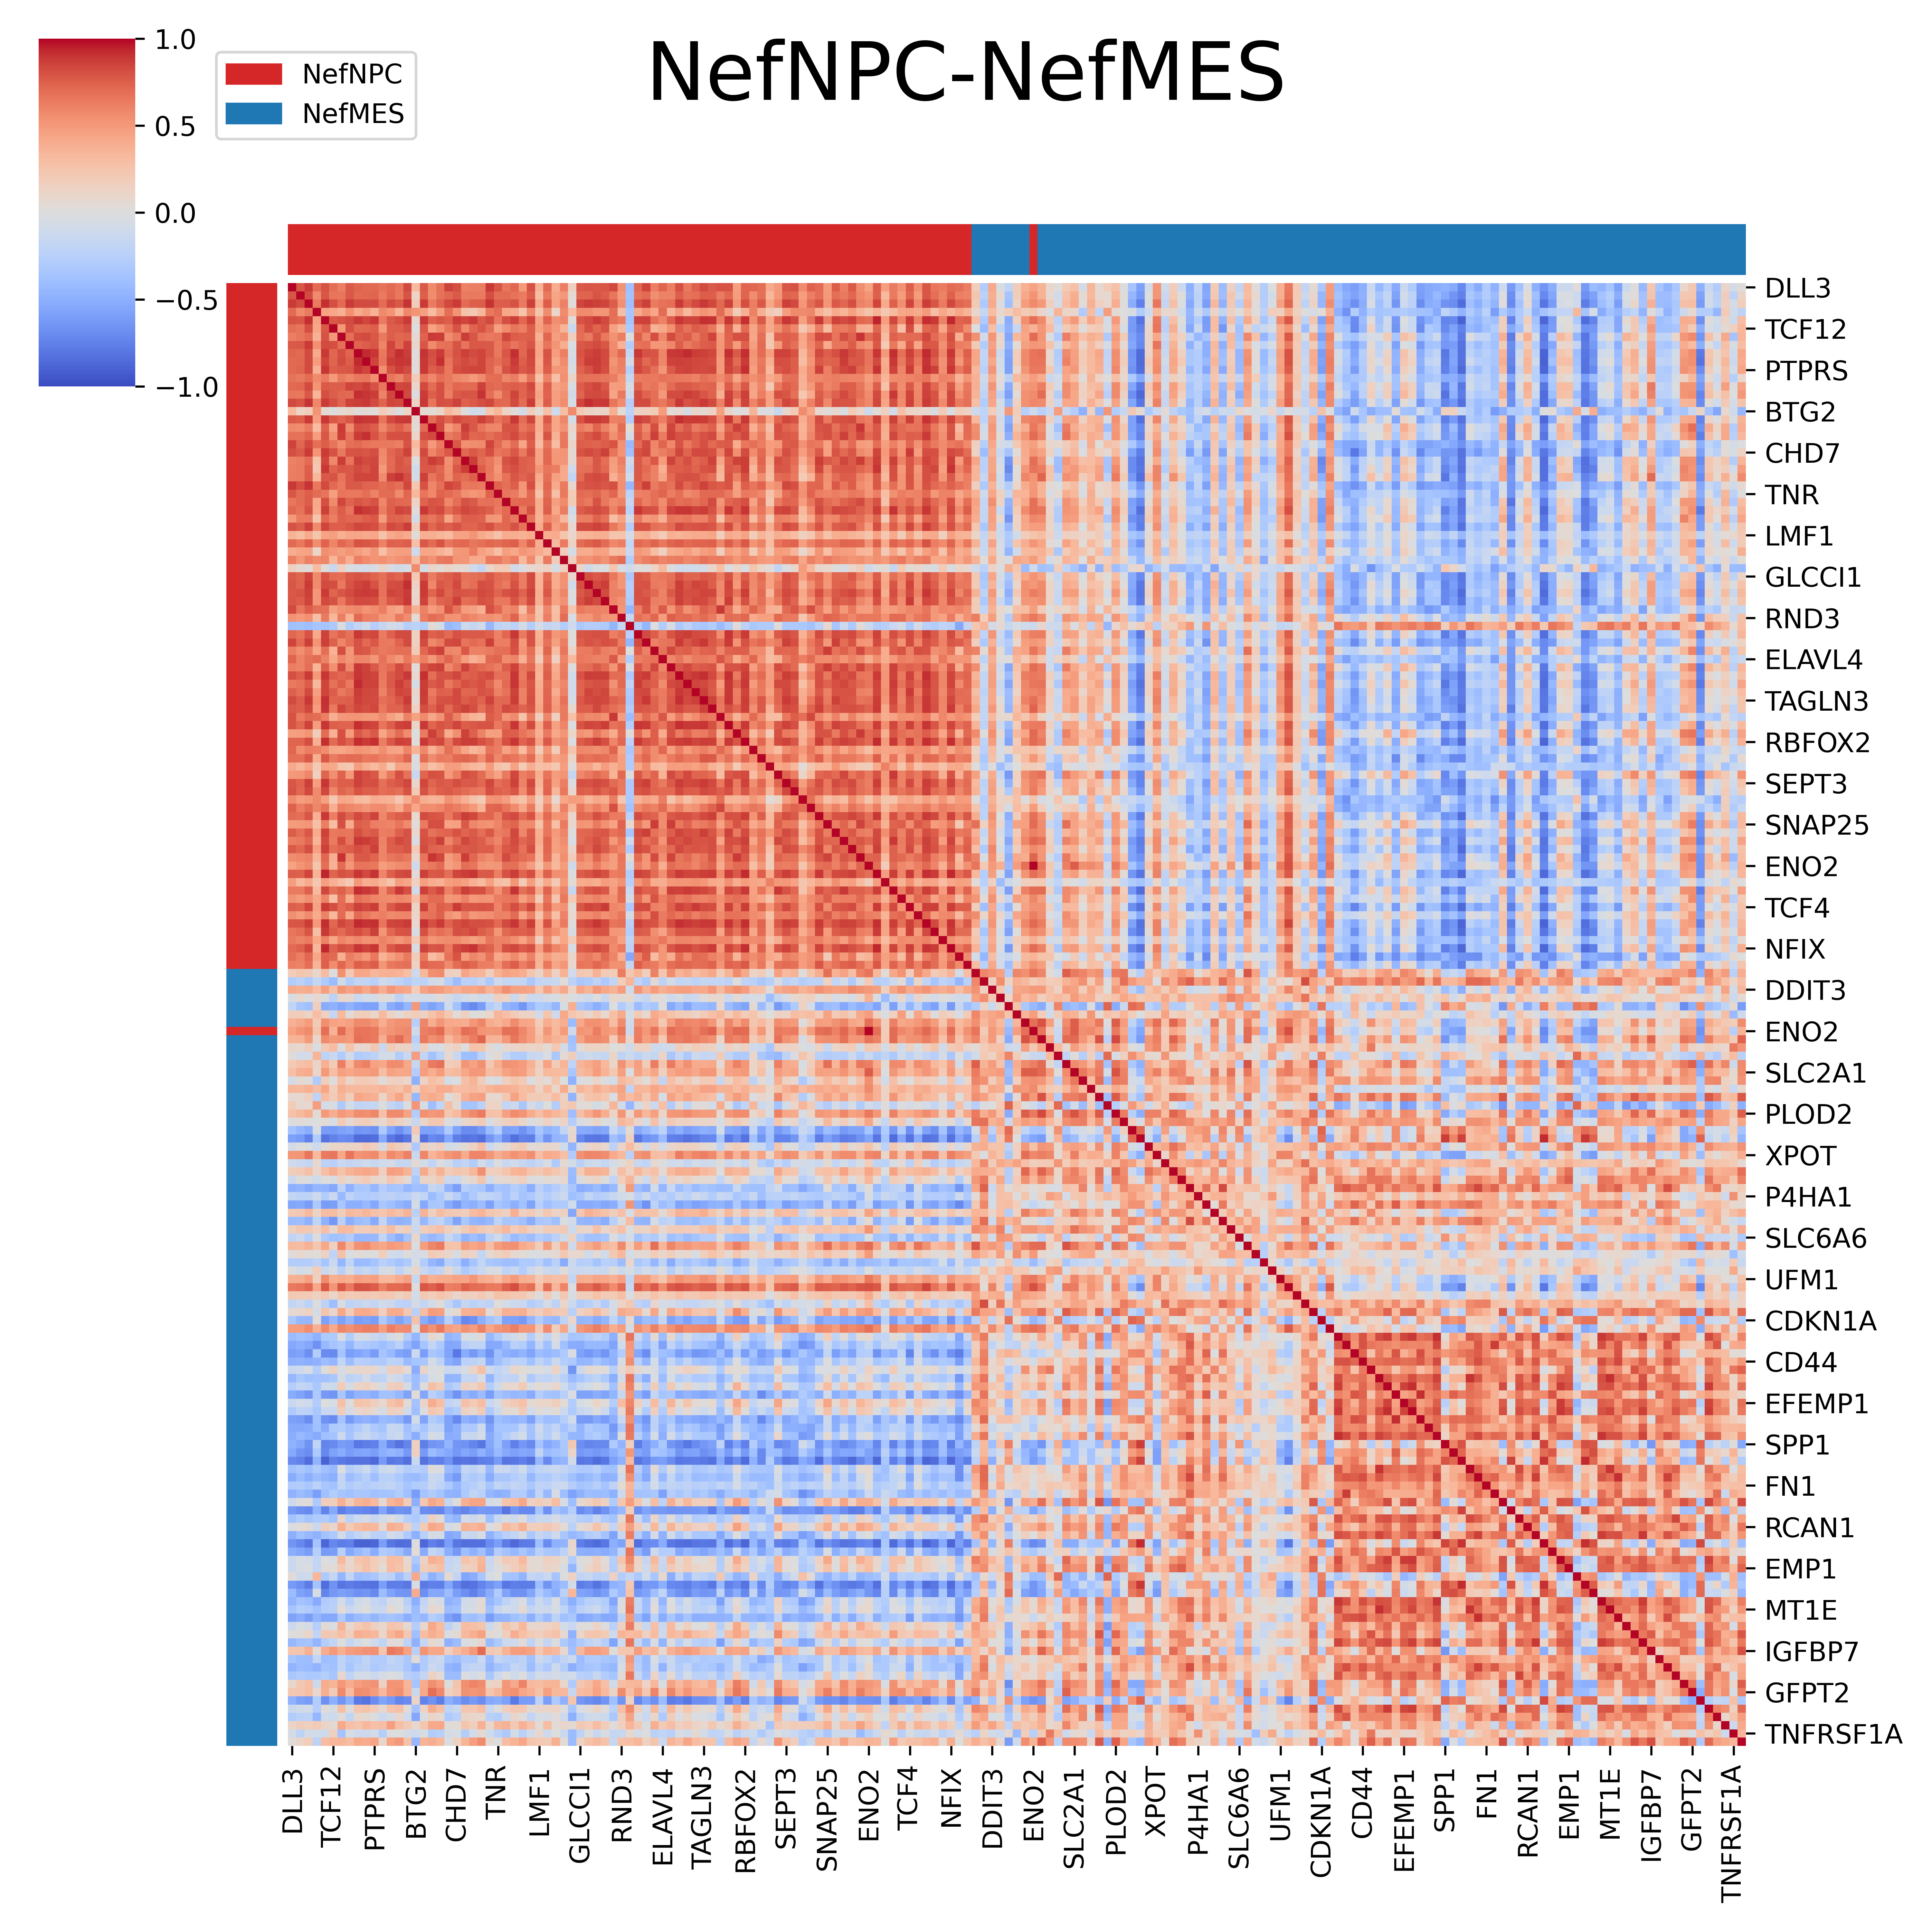 NefNPC-NefMES
1.0
0.5
0.0
−0.5
−1.0
NefNPC
NefMES
DLL3
TCF12
PTPRS
BTG2
CHD7
TNR
LMF1
GLCCI1
RND3
ELAVL4
TAGLN3
RBFOX2
SEPT3
SNAP25
ENO2
TCF4
NFIX
DDIT3
ENO2
SLC2A1
PLOD2
XPOT
P4HA1
SLC6A6
UFM1
CDKN1A
CD44
EFEMP1
SPP1
FN1
RCAN1
EMP1
MT1E
IGFBP7
GFPT2
TNFRSF1A
DLL3
TCF12
PTPRS
BTG2
CHD7
TNR
LMF1
GLCCI1
RND3
ELAVL4
TAGLN3
RBFOX2
SEPT3
SNAP25
ENO2
TCF4
NFIX
DDIT3
ENO2
SLC2A1
PLOD2
XPOT
P4HA1
SLC6A6
UFM1
CDKN1A
CD44
EFEMP1
SPP1
FN1
RCAN1
EMP1
MT1E
IGFBP7
GFPT2
TNFRSF1A